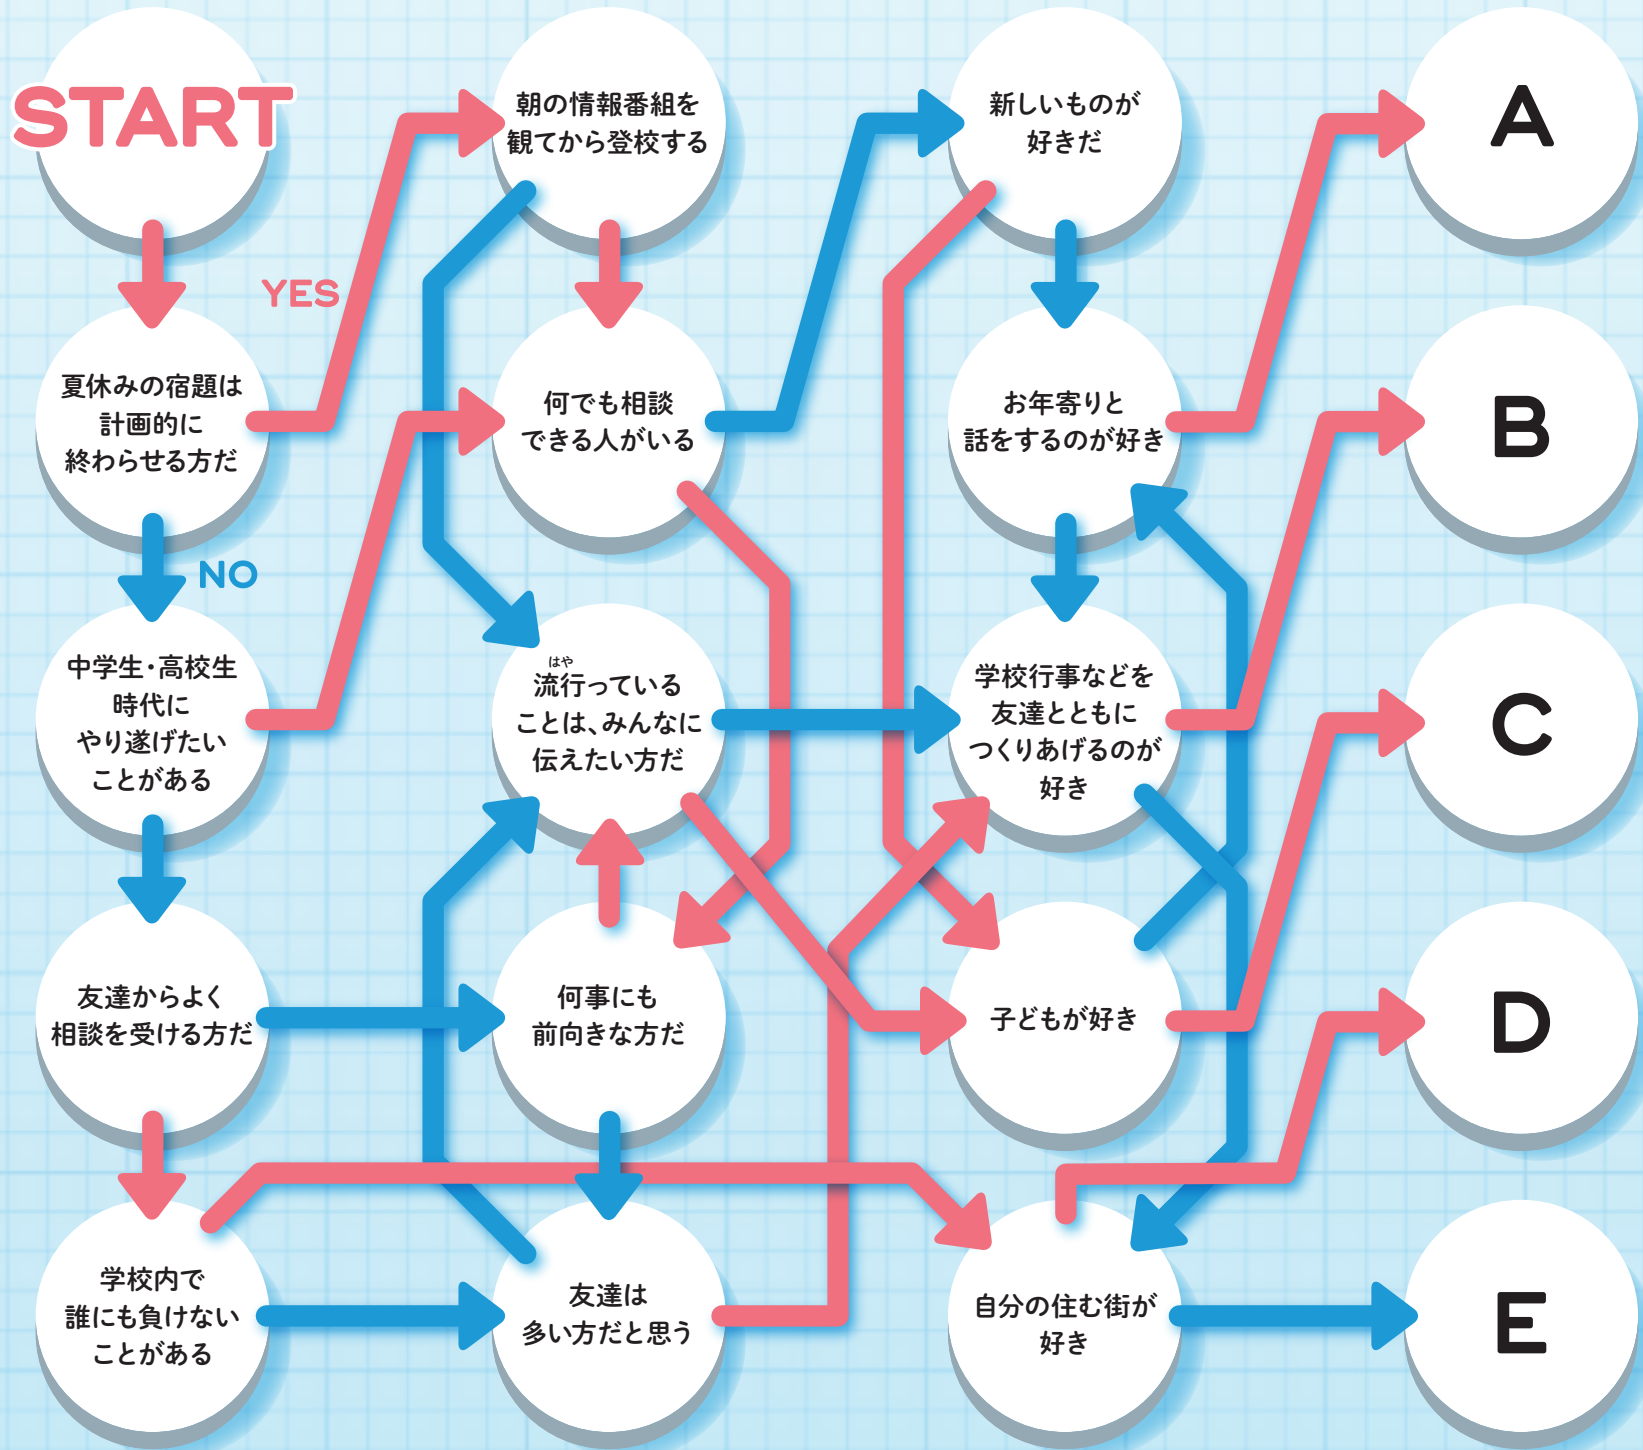 START
YES
NO
夏休みの宿題は
計画的に
終わらせる方だ
中学生・高校生
時代に
やり遂げたい
ことがある
友達からよく
相談を受ける方だ
学校内で
誰にも負けない
ことがある
朝の情報番組を
観てから登校する
何でも相談
できる人がいる
はや
流行っている
ことは、みんなに
伝えたい方だ
何事にも
前向きな方だ
友達は
多い方だと思う
新しいものが
好きだ
お年寄りと
話をするのが好き
学校行事などを
友達とともに
つくりあげるのが
好き
子どもが好き
自分の住む街が
好き
A
B
C
D
E